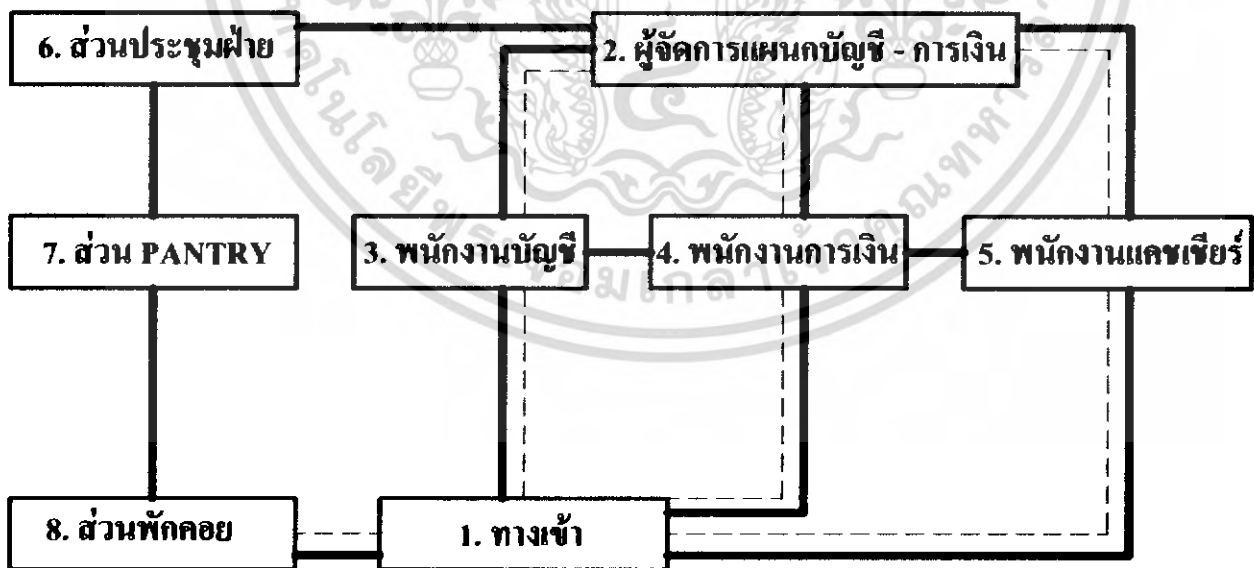 6. ส่วนประชุมฝ่าย
2. ผู้จัดการแผนกบัญชี - การเงิน
7. ส่วน PANTRY
3. พนักงานบัญชี
4. พนักงานการเงิน
5. พนักงานแคชเชียร์
8. ส่วนพักคอย
1. ทางเข้า